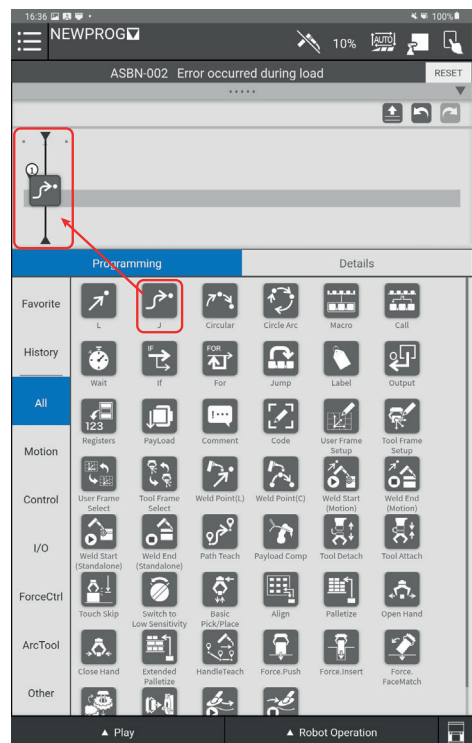 16:36 100%
NEWPROG
10% AUTO
ASBN-002 Error occurred during load RESET
1
Programming Details
Favorite
History
All
Motion
Control
I/O
ForceCtrl
ArcTool
Other
L J Circular Circle Arc Macro Call
IF FOR
Wait If For Jump Label Output
123
Registers PayLoad Comment Code User Frame Setup Tool Frame Setup
User Frame Select Tool Frame Select Weld Point(L) Weld Point(C) Weld Start (Motion) Weld End (Motion)
Weld Start (Standalone) Weld End (Standalone) Path Teach Payload Comp Tool Detach Tool Attach
Touch Skip Switch to Low Sensitivity Basic Pick/Place Align Palletize Open Hand
Close Hand Extended Palletize HandleTeach Force.Push Force.Insert Force. FaceMatch
Play Robot Operation